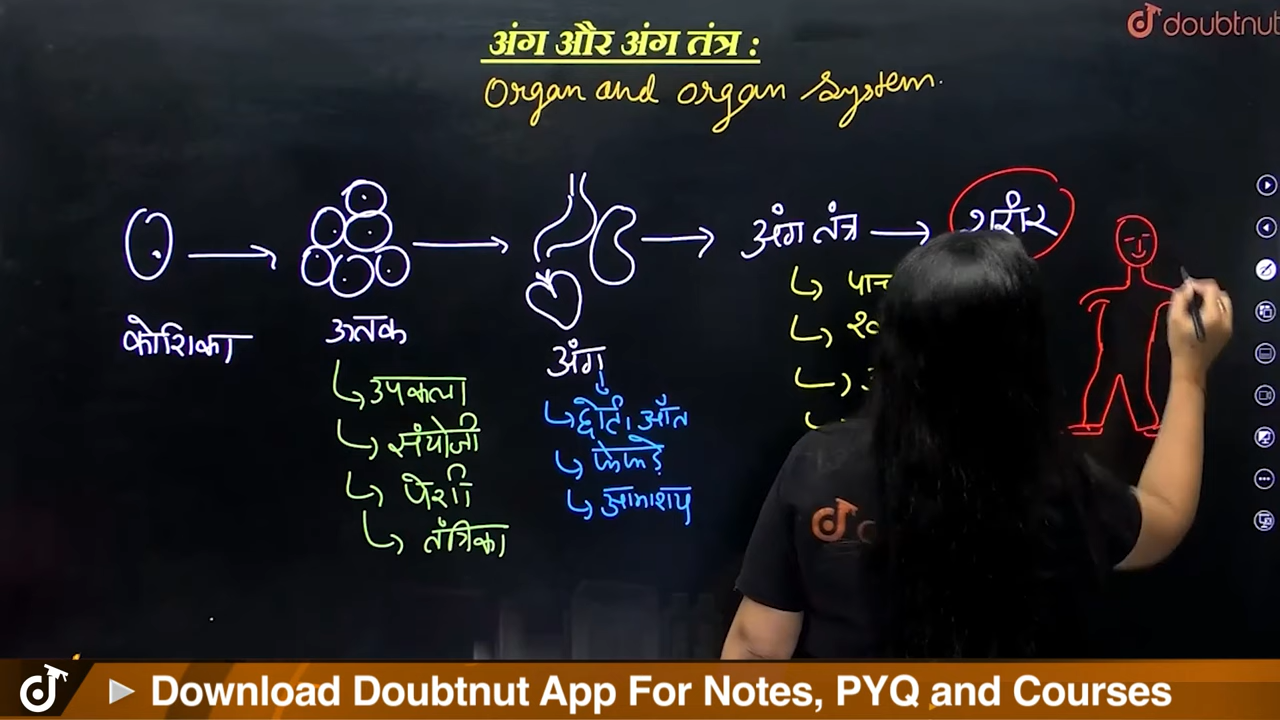 doubtnut
अंग और अंग तंत्र :
Organ and organ System.
अंग तंत्र
शरीर
कोशिका
ऊतक
अंग
उपकला
संयोजी
पेशी
तंत्रिका
छोटी आँत
फेफड़े
आमाशय
Download Doubtnut App For Notes, PYQ and Courses